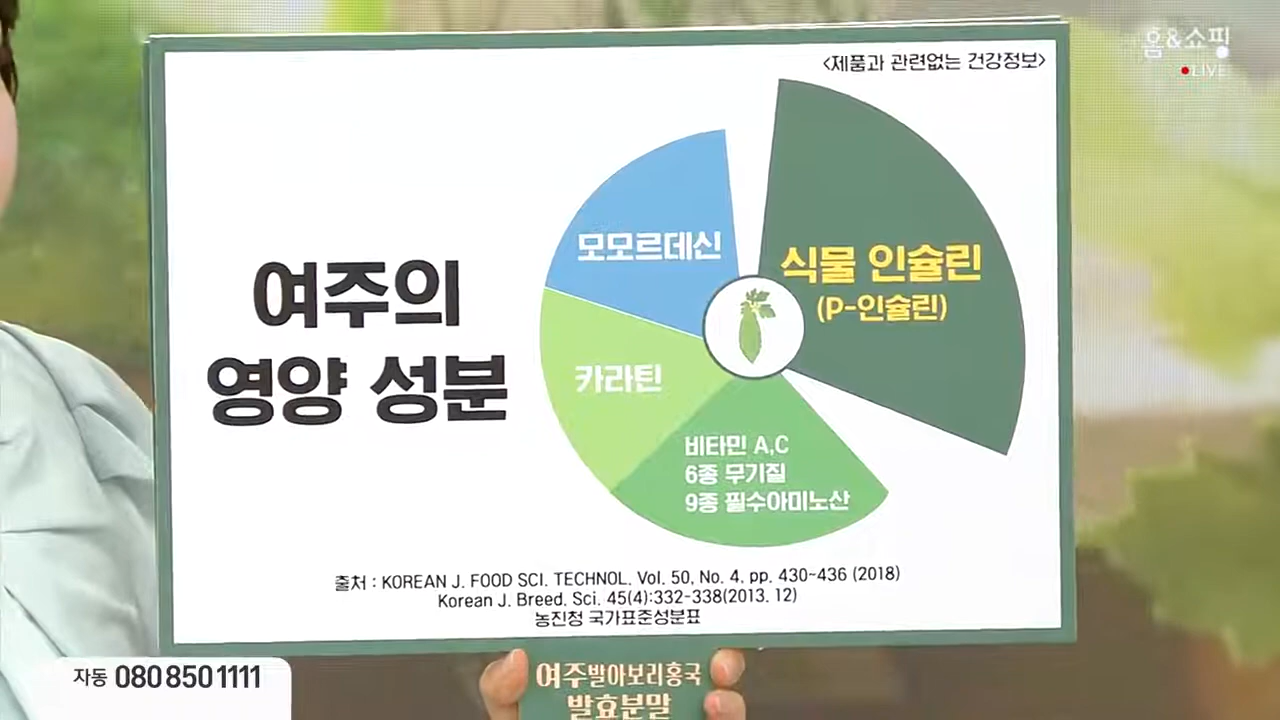 홈&쇼핑
LIVE
<제품과 관련없는 건강정보>
여주의
영양 성분
모모르데신
식물 인슐린
(P-인슐린)
카라틴
비타민 A,C
6종 무기질
9종 필수아미노산
출처 : KOREAN J. FOOD SCI. TECHNOL. Vol. 50, No. 4, pp. 430~436 (2018)
Korean J. Breed. Sci. 45(4):332-338(2013. 12)
농진청 국가표준성분표
여주발아보리홍국
발효분말
자동 080 850 1111